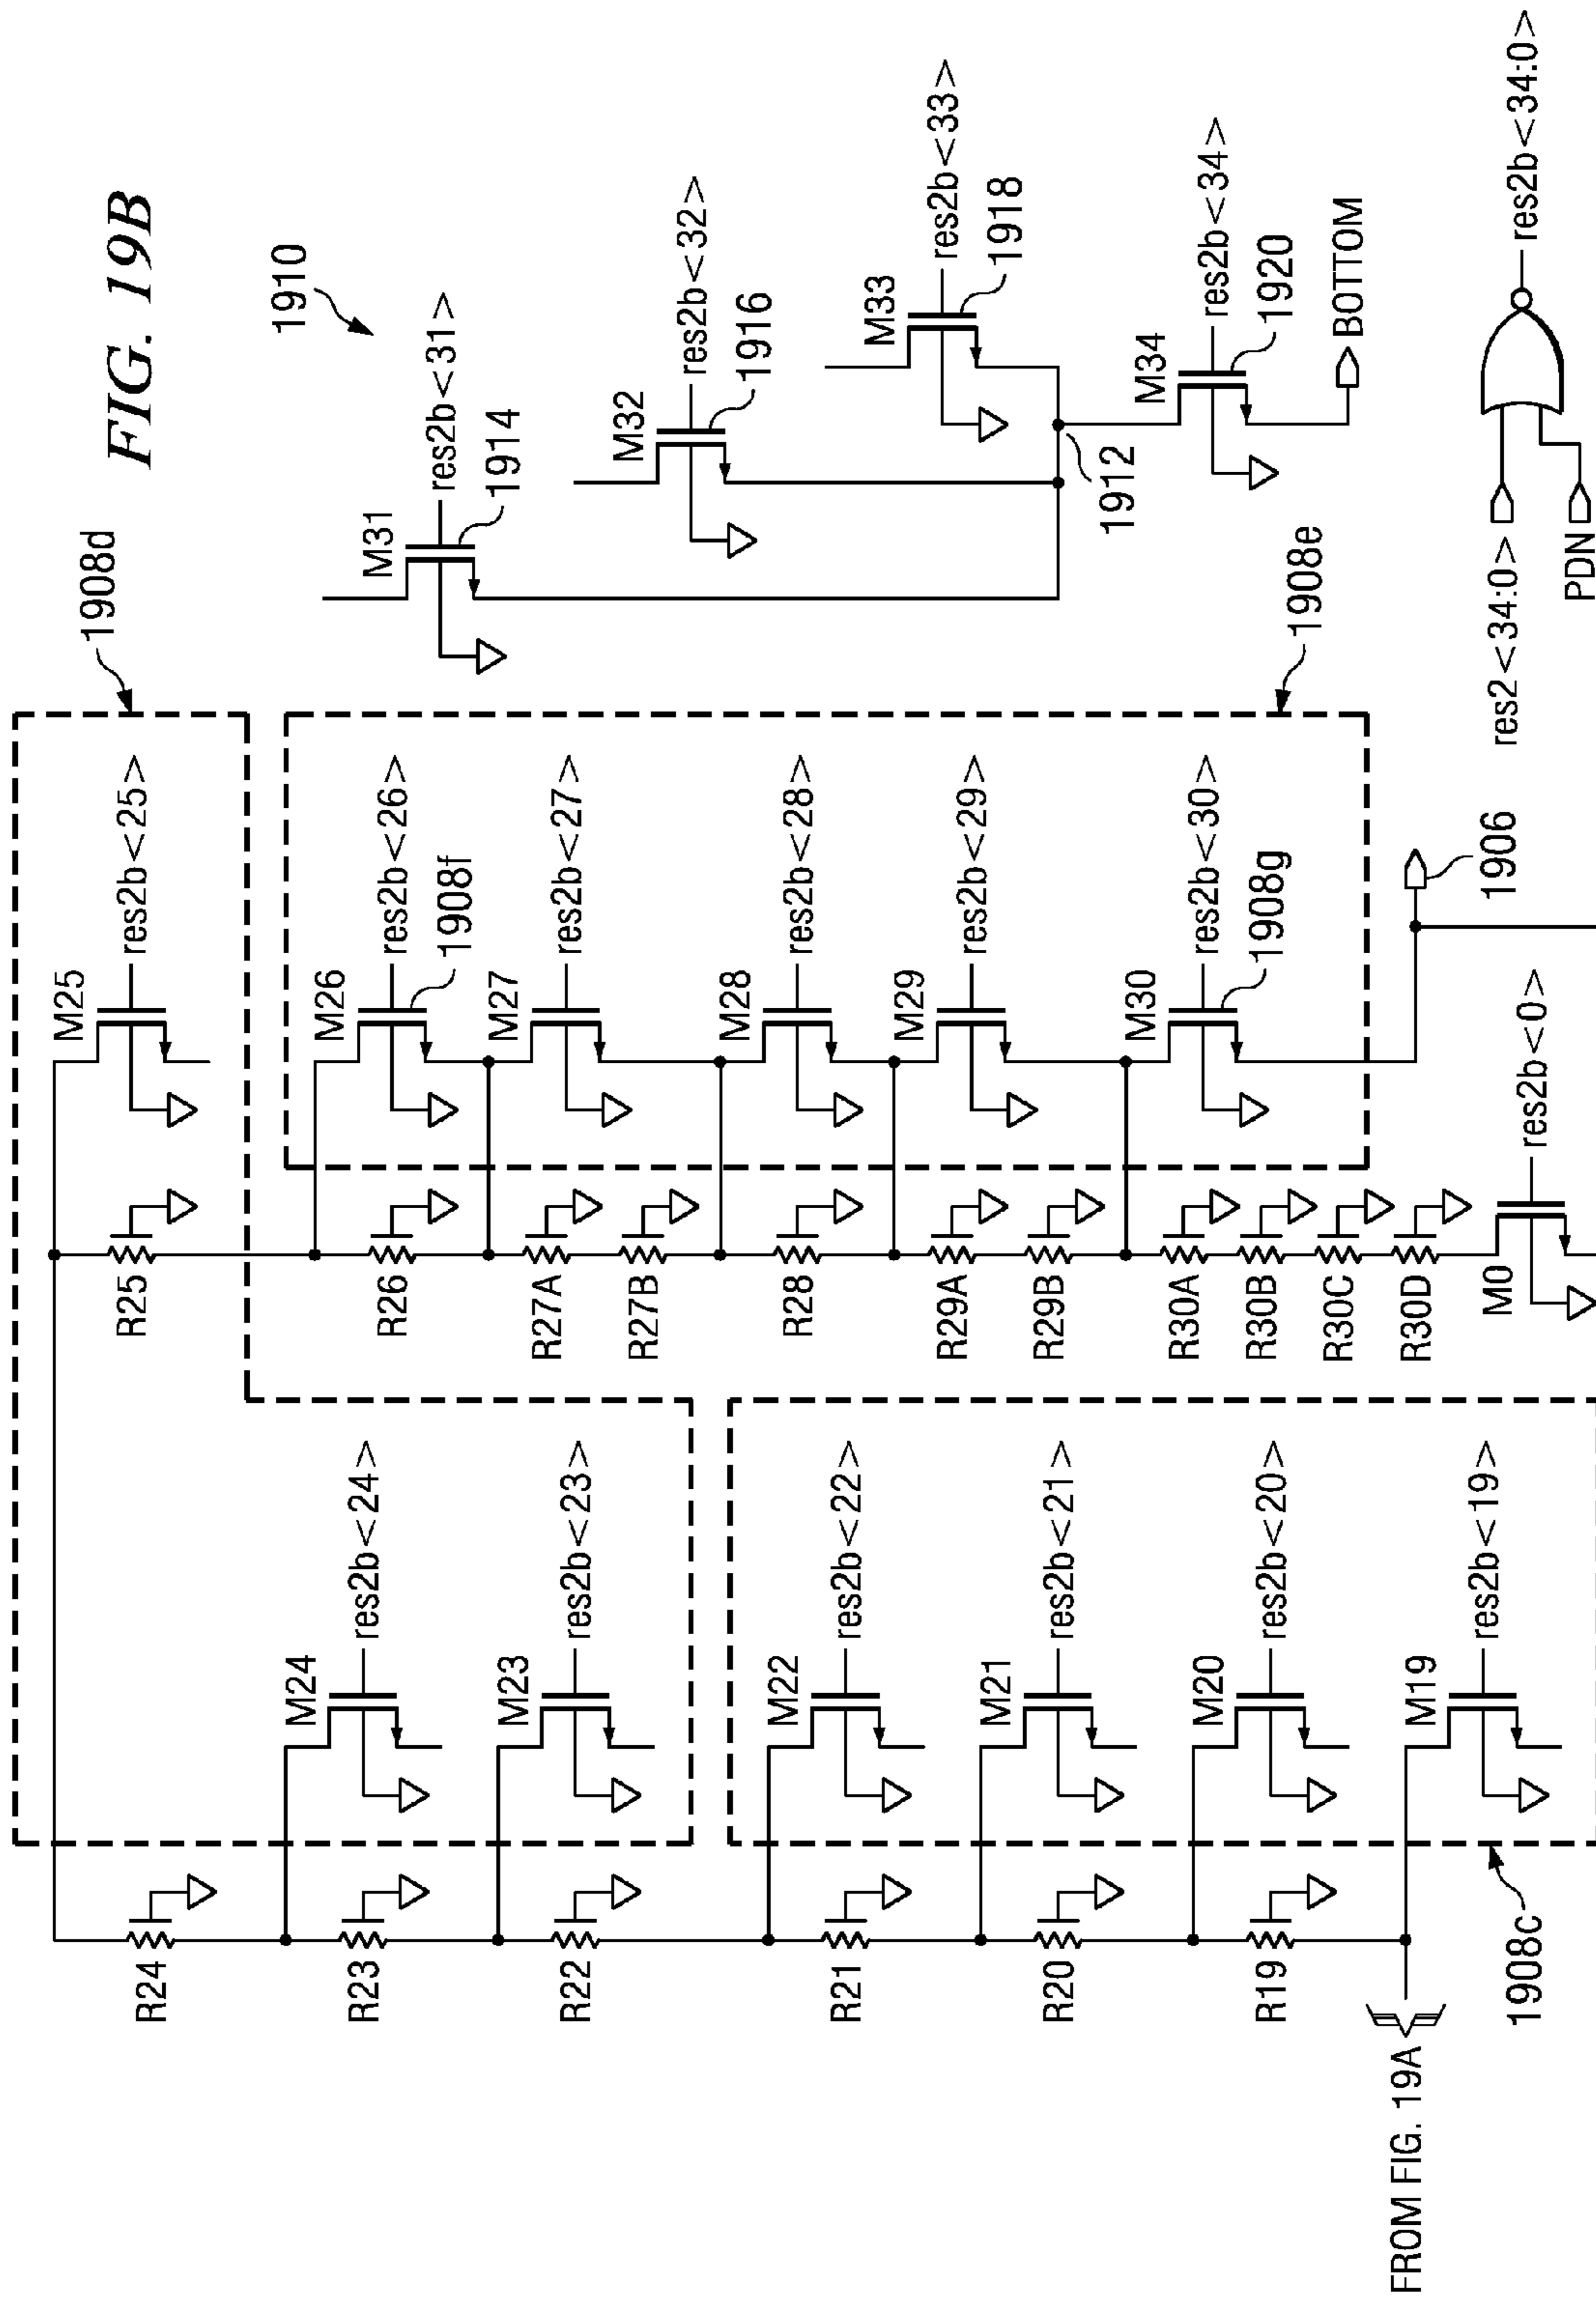 FIG. 19B
1908d
1910
M25
res2b<25>
R25
R24
M24
res2b<24>
R23
M23
res2b<23>
R22
M26
res2b<26>
1908f
R26
M27
res2b<27>
R27A
R27B
M28
res2b<28>
R28
M29
res2b<29>
R29A
R29B
M30
res2b<30>
1908g
R30A
R30B
R30C
R30D
M0
res2b<0>
1906
1908e
M31
res2b<31>
1914
M32
res2b<32>
1916
M33
res2b<33>
1918
1912
M34
res2b<34>
1920
BOTTOM
M22
res2b<22>
R21
M21
res2b<21>
R20
M20
res2b<20>
R19
M19
res2b<19>
FROM FIG. 19A
1908c
res2<34:0>
PDN
res2b<34:0>